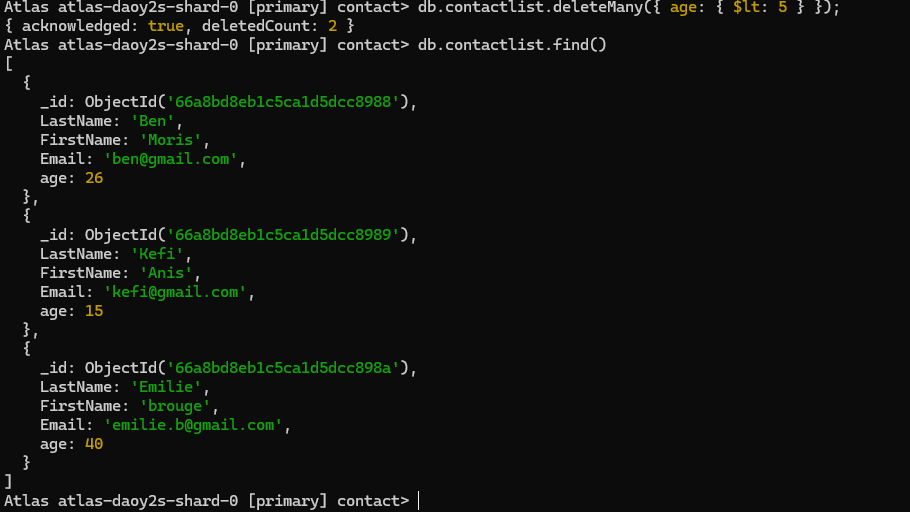 Atlas atlas-daoy2s-shard-0 [primary] contact> db.contactlist.deleteMany({ age: { $lt: 5 } });
{ acknowledged: true, deletedCount: 2 }
Atlas atlas-daoy2s-shard-0 [primary] contact> db.contactlist.find()
[
  {
    _id: ObjectId('66a8bd8eb1c5ca1d5dcc8988'),
    LastName: 'Ben',
    FirstName: 'Moris',
    Email: 'ben@gmail.com',
    age: 26
  },
  {
    _id: ObjectId('66a8bd8eb1c5ca1d5dcc8989'),
    LastName: 'Kefi',
    FirstName: 'Anis',
    Email: 'kefi@gmail.com',
    age: 15
  },
  {
    _id: ObjectId('66a8bd8eb1c5ca1d5dcc898a'),
    LastName: 'Emilie',
    FirstName: 'brouge',
    Email: 'emilie.b@gmail.com',
    age: 40
  }
]
Atlas atlas-daoy2s-shard-0 [primary] contact>